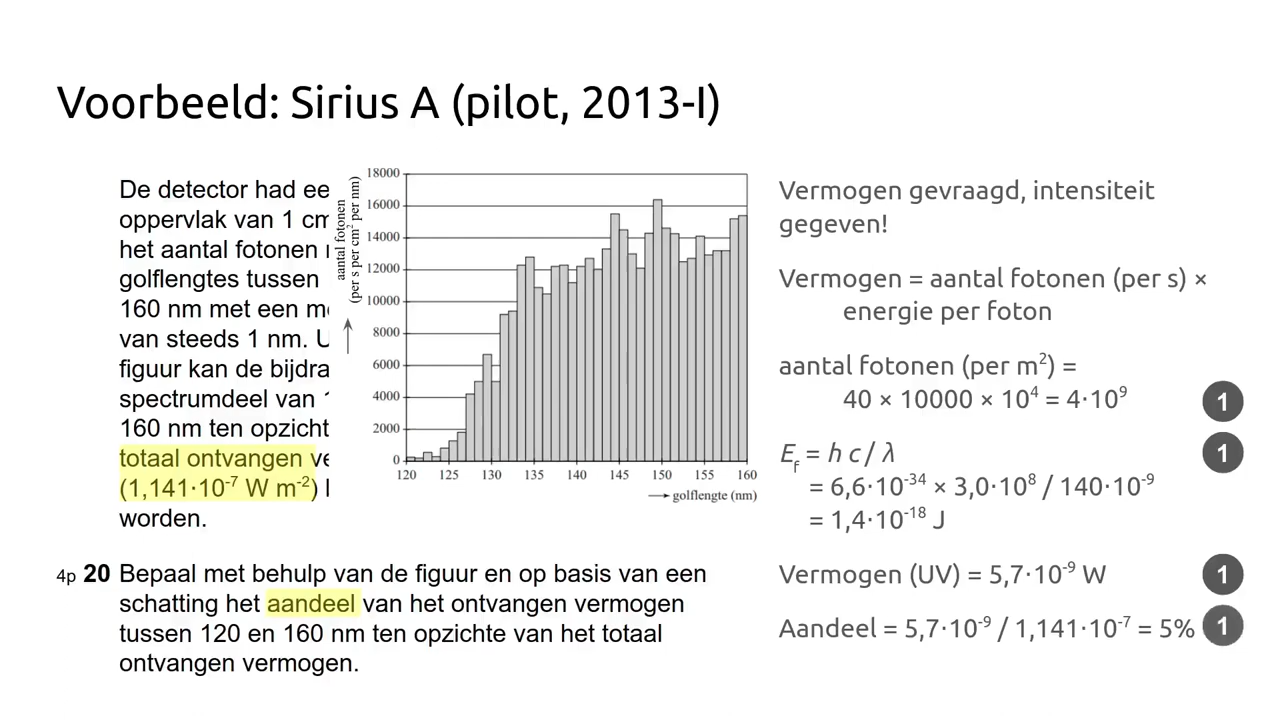 Voorbeeld: Sirius A (pilot, 2013-I)
De detector had ee
oppervlak van 1 cm
het aantal fotonen
golflengtes tussen
160 nm met een m
van steeds 1 nm. U
figuur kan de bijdra
spectrumdeel van 1
160 nm ten opzicht
totaal ontvangen ve
(1,141·10⁻⁷ W m⁻²)
worden.
aantal fotonen
(per s per cm² per nm)
18000
16000
14000
12000
10000
8000
6000
4000
2000
0
120 125 130 135 140 145 150 155 160
golflengte (nm)
4p 20 Bepaal met behulp van de figuur en op basis van een
schatting het aandeel van het ontvangen vermogen
tussen 120 en 160 nm ten opzichte van het totaal
ontvangen vermogen.
Vermogen gevraagd, intensiteit
gegeven!
Vermogen = aantal fotonen (per s) ×
energie per foton
aantal fotonen (per m²) =
40 × 10000 × 10⁴ = 4·10⁹ 1
E_f = h c / λ 1
= 6,6·10⁻³⁴ × 3,0·10⁸ / 140·10⁻⁹
= 1,4·10⁻¹⁸ J
Vermogen (UV) = 5,7·10⁻⁹ W 1
Aandeel = 5,7·10⁻⁹ / 1,141·10⁻⁷ = 5% 1